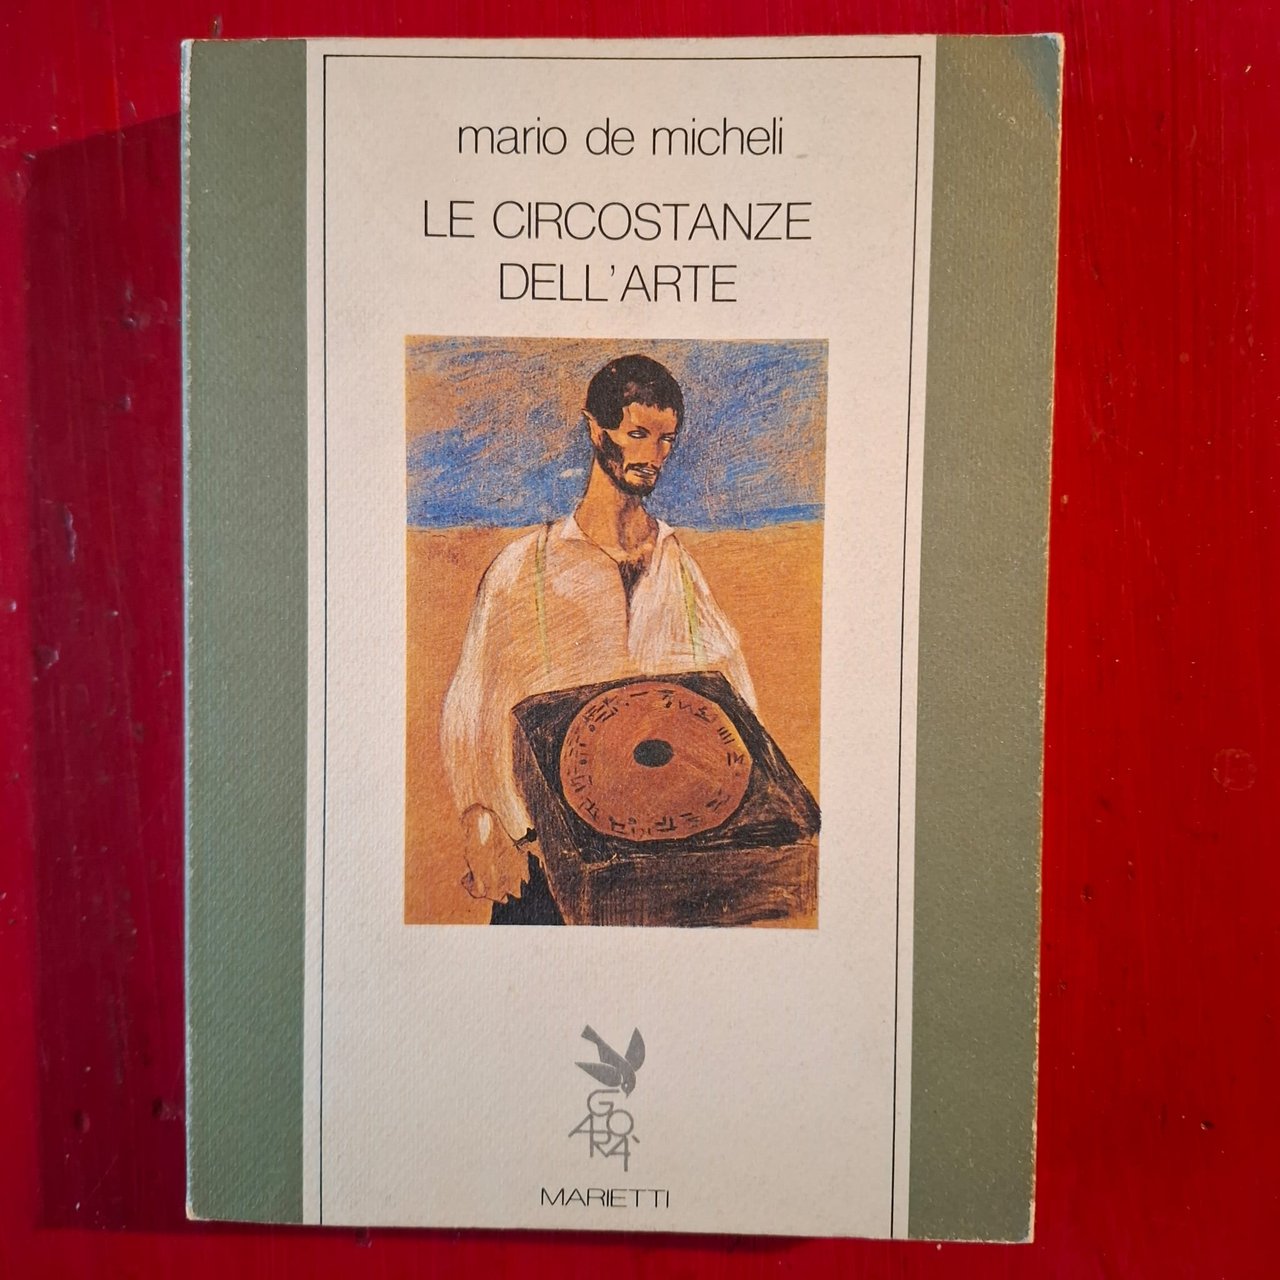 mario de micheli
LE CIRCOSTANZE
DELL'ARTE
AGORÀ
MARIETTI